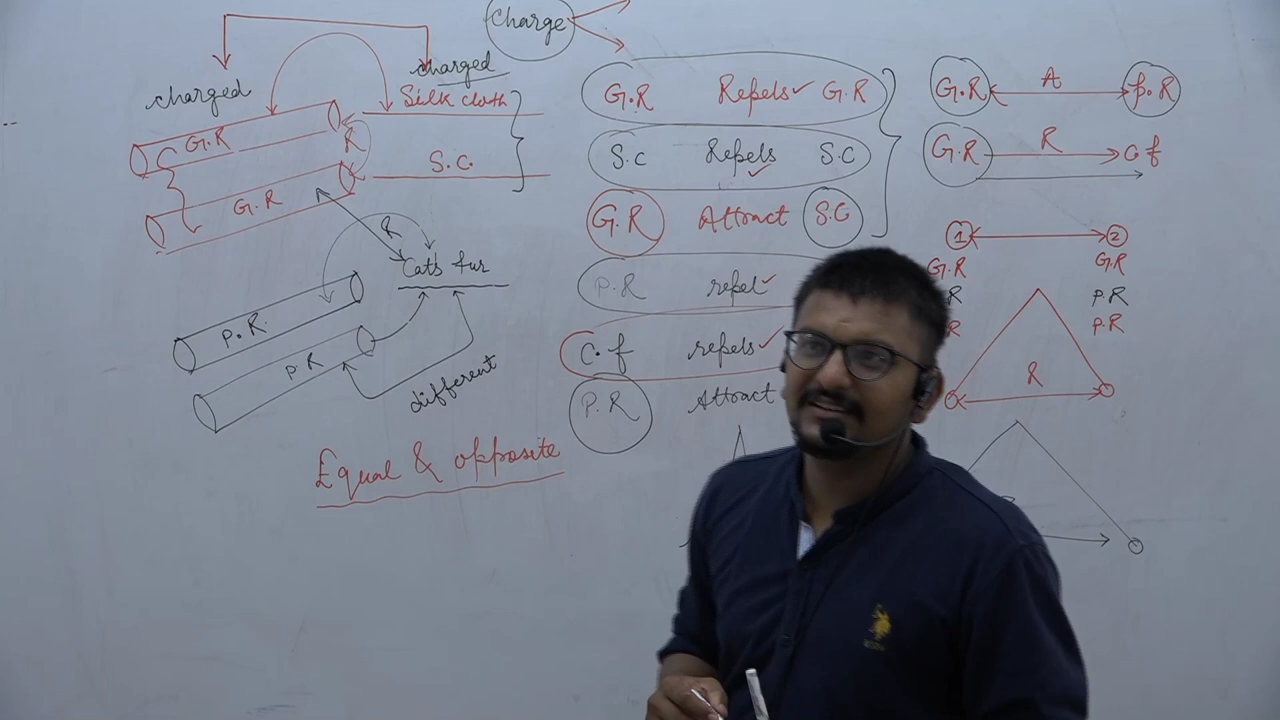 Charge
charged
charged
Silk cloth
G.R
R
S.C.
G.R
R
Cats fur
P.R.
P.R
different
Equal & opposite
G.R Repels ✓ G.R
S.C Repels ✓ S.C
G.R Attract S.C
P.R repel ✓
C.f repels ✓
P.R Attract
G.R A P.R
G.R R C f
1 2
G.R G.R
R P.R
R P.R
R